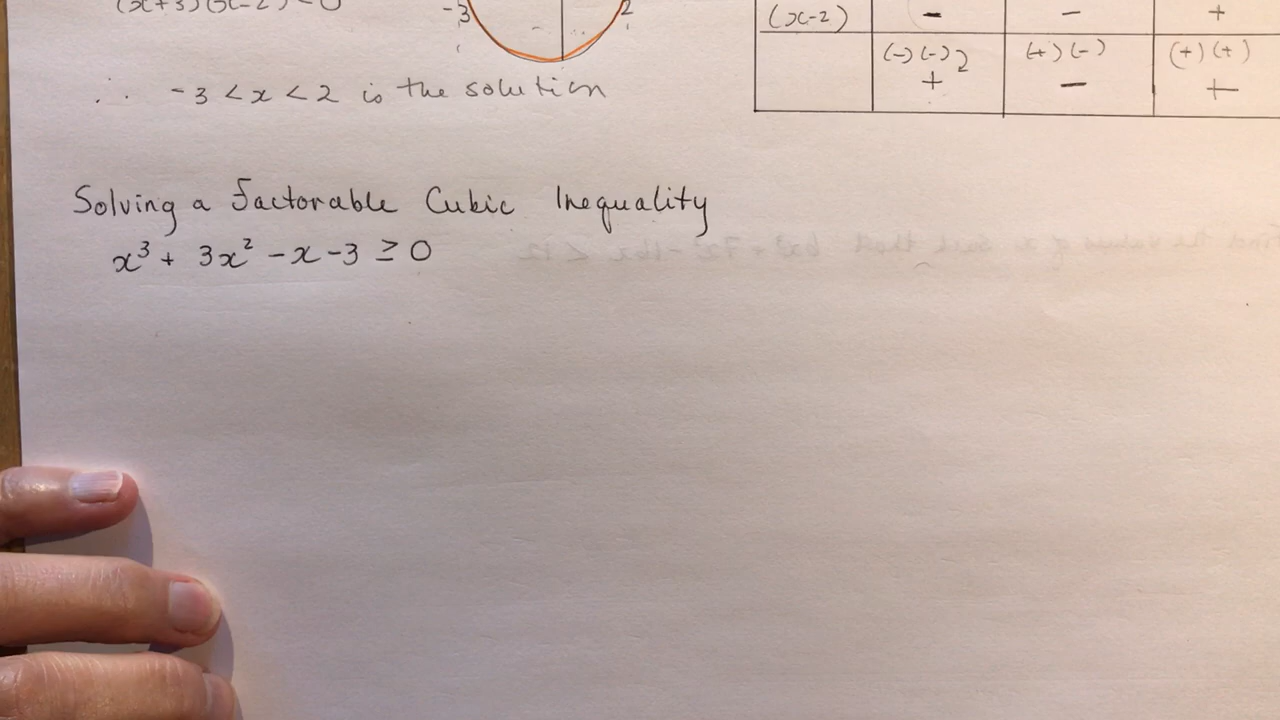 -3
2
∴ -3 < x < 2 is the solution
(x-2) - - +
(-)(-) (+)(-) (+)(+)
+ - +
Solving a Factorable Cubic Inequality
x³ + 3x² - x - 3 ≥ 0